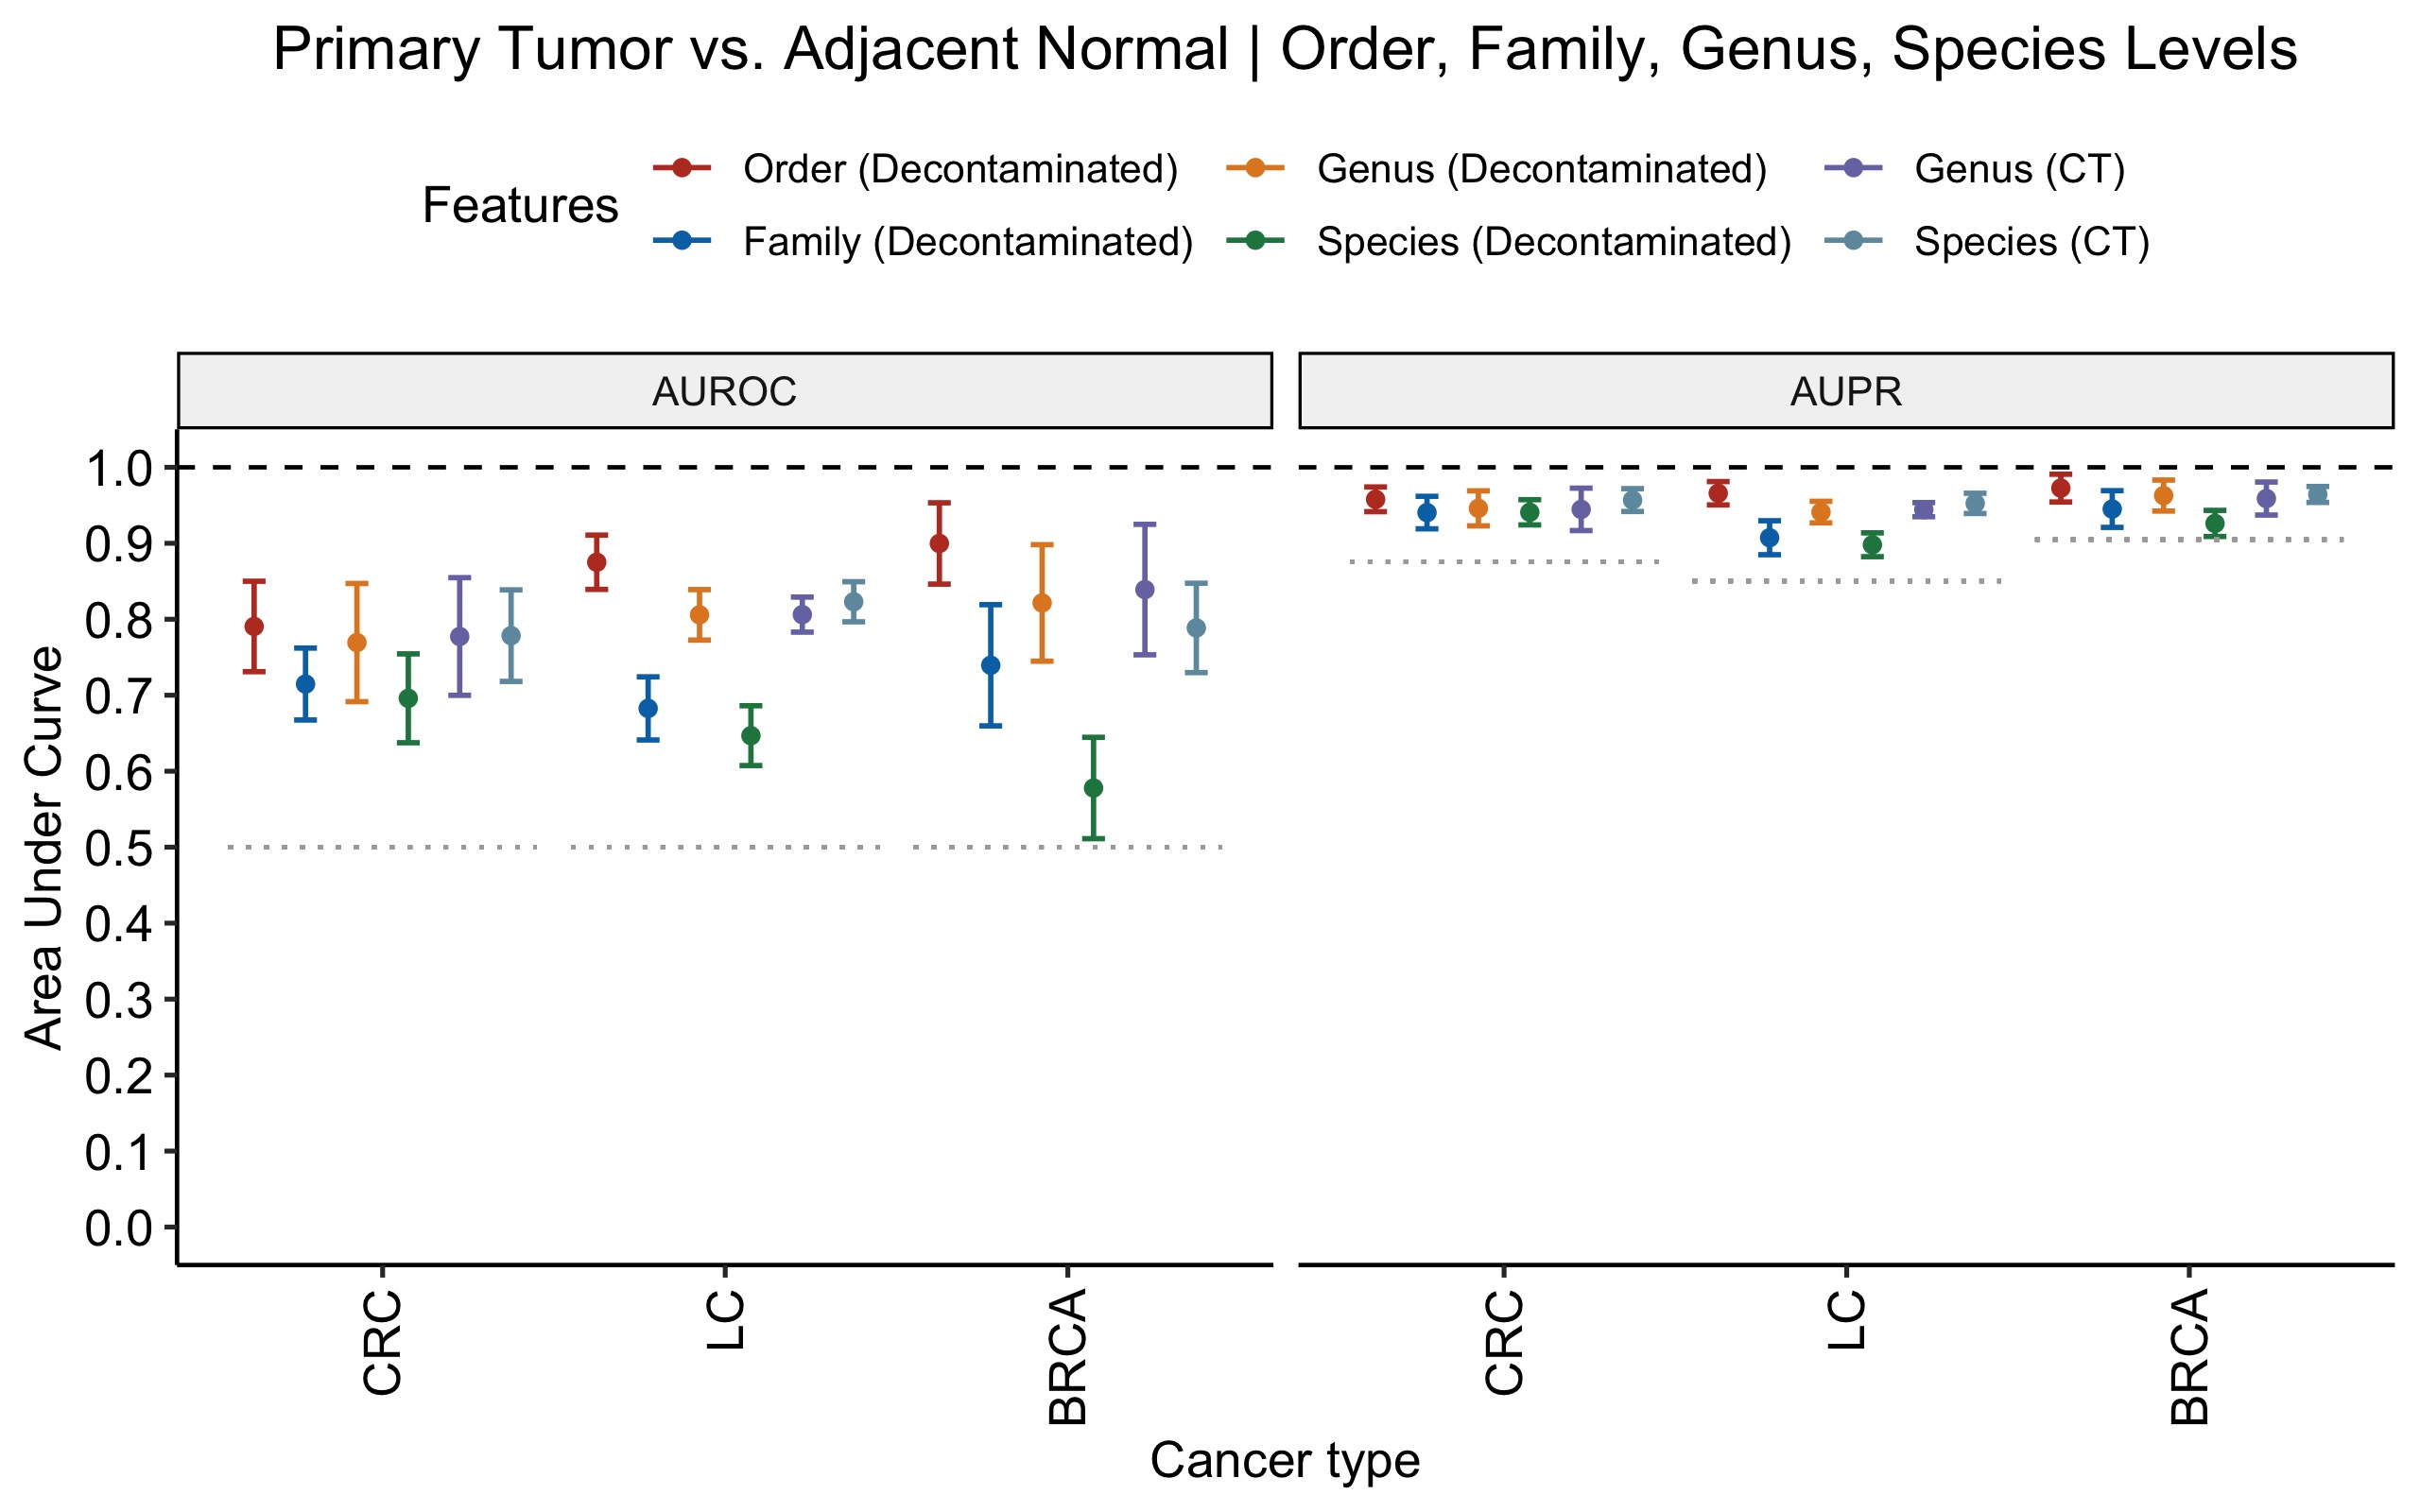 Primary Tumor vs. Adjacent Normal | Order, Family, Genus, Species Levels
Features
Order (Decontaminated)
Genus (Decontaminated)
Genus (CT)
Family (Decontaminated)
Species (Decontaminated)
Species (CT)
AUROC
AUPR
Area Under Curve
1.0
0.9
0.8
0.7
0.6
0.5
0.4
0.3
0.2
0.1
0.0
CRC
LC
BRCA
CRC
LC
BRCA
Cancer type